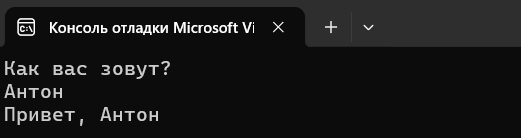 Консоль отладки Microsoft Vi
Как вас зовут?
Антон
Привет, Антон